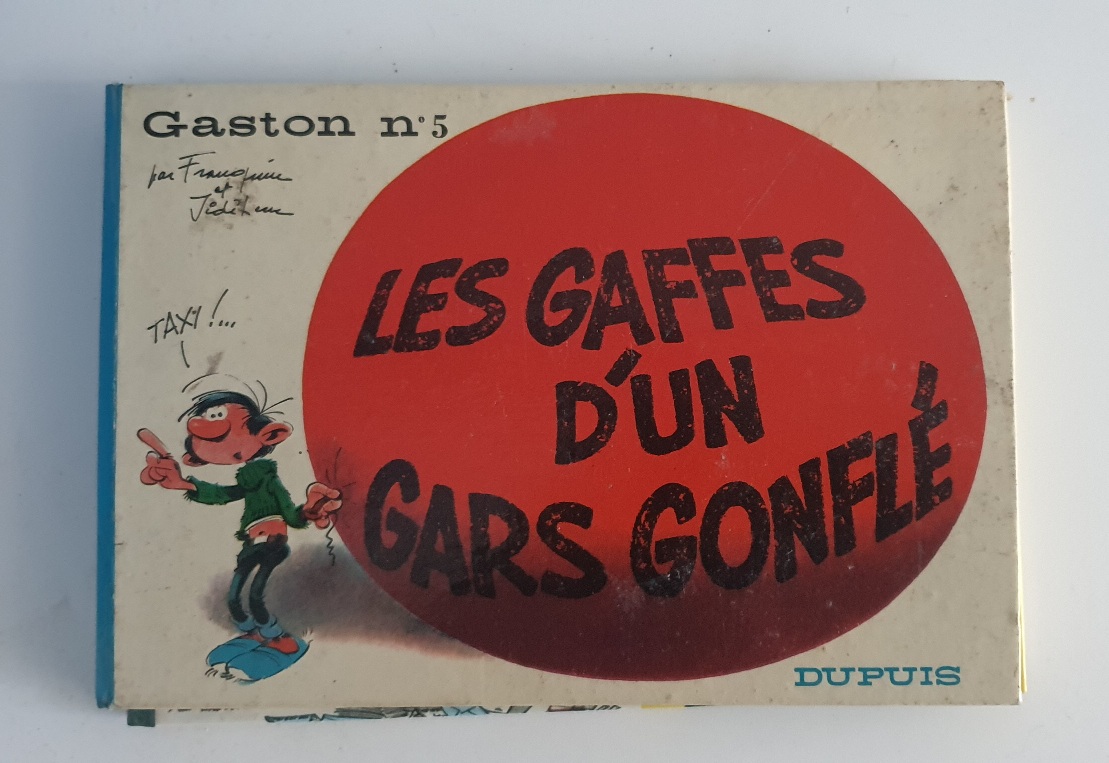 Gaston n° 5
par Franquin
et
Jidéhem
TAXI !...
LES GAFFES
D'UN
GARS GONFLÉ
DUPUIS